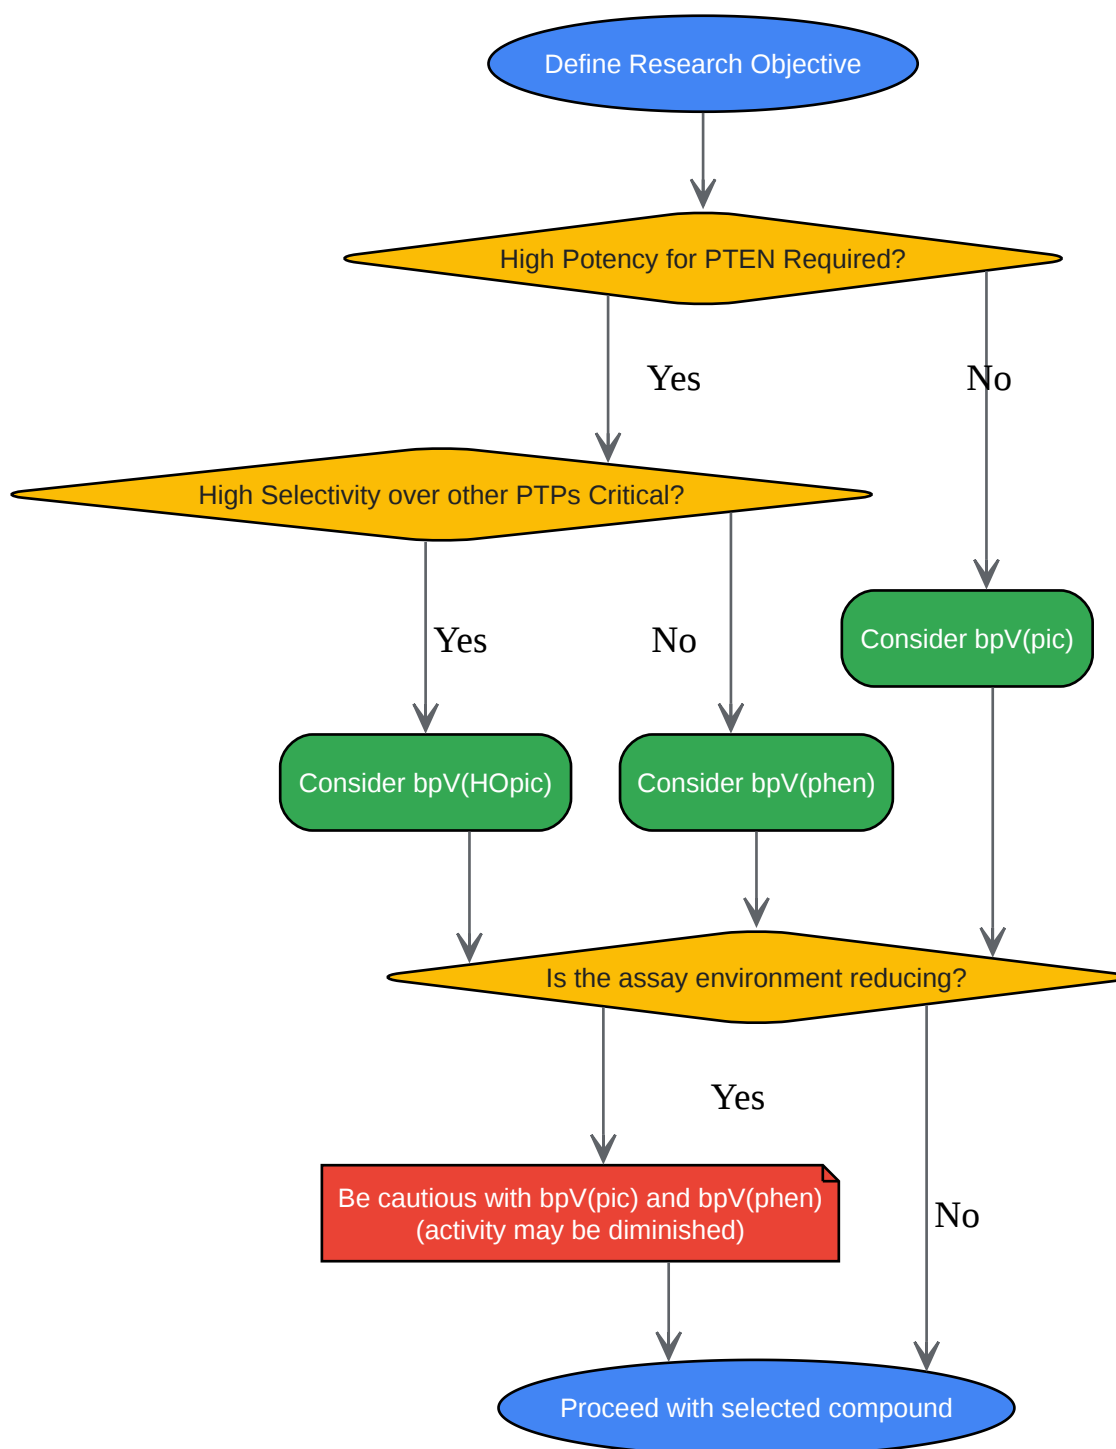 Define Research Objective
High Potency for PTEN Required?
Yes
No
High Selectivity over other PTPs Critical?
Yes
No
Consider bpV(pic)
Consider bpV(HOpic)
Consider bpV(phen)
Is the assay environment reducing?
Yes
Be cautious with bpV(pic) and bpV(phen)
(activity may be diminished)
No
Proceed with selected compound